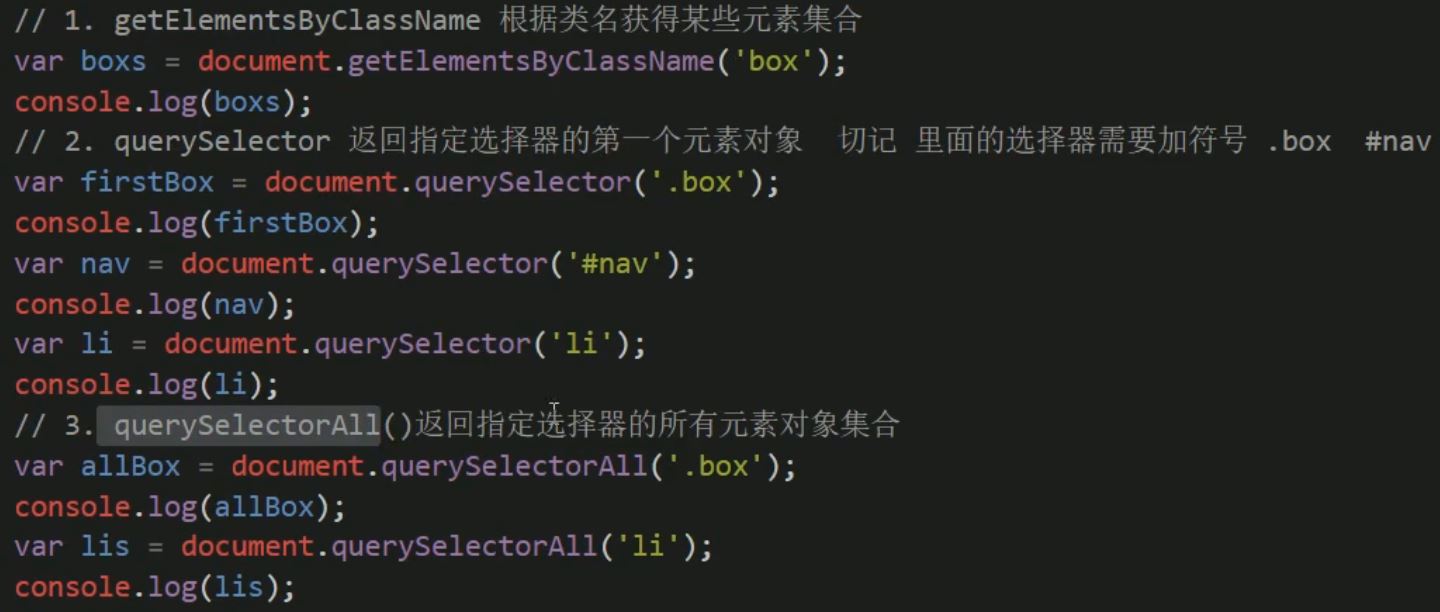 // 1. getElementsByClassName 根据类名获得某些元素集合
var boxs = document.getElementsByClassName('box');
console.log(boxs);
// 2. querySelector 返回指定选择器的第一个元素对象  切记 里面的选择器需要加符号 .box  #nav
var firstBox = document.querySelector('.box');
console.log(firstBox);
var nav = document.querySelector('#nav');
console.log(nav);
var li = document.querySelector('li');
console.log(li);
// 3. querySelectorAll()返回指定选择器的所有元素对象集合
var allBox = document.querySelectorAll('.box');
console.log(allBox);
var lis = document.querySelectorAll('li');
console.log(lis);